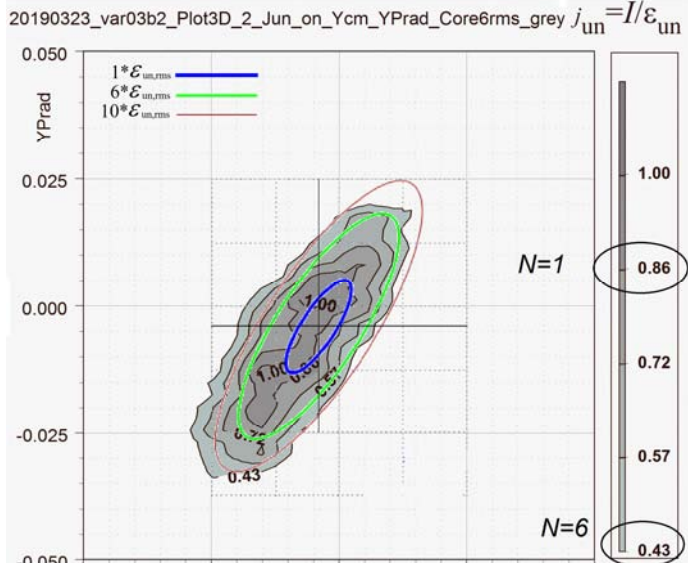 20190323_var03b2_Plot3D_2_Jun_on_Ycm_YPrad_Core6rms_grey
j_un=I/ε_un
0.050
1*ε_un,rms
6*ε_un,rms
10*ε_un,rms
YPrad
1.00
0.025
N=1
0.86
0.000
1.00
0.72
1.00
0.57
-0.025
0.57
0.43
N=6
0.43
-0.050